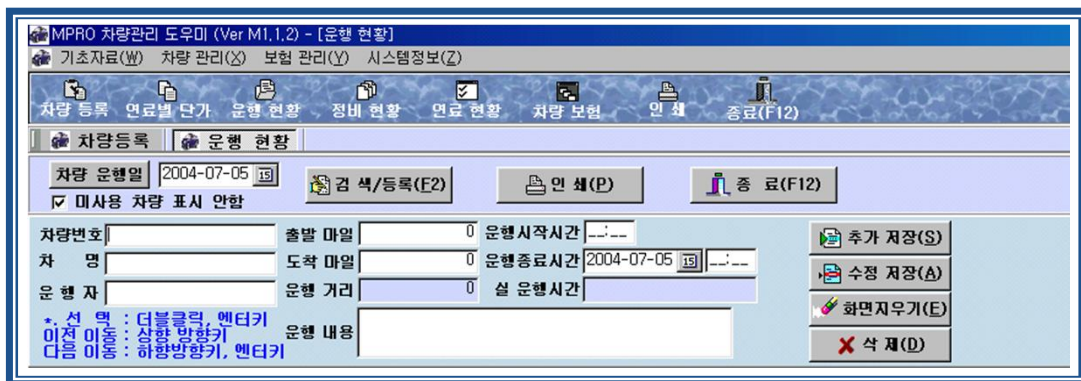 MPRO 차량관리 도우미 (Ver M1.1.2) - [운행 현황]
기초자료(W) 차량 관리(X) 보험 관리(Y) 시스템정보(Z)
차량 등록 연료별 단가 운행 현황 정비 현황 연료 현황 차량 보험 인 쇄 종료(F12)
차량등록 운행 현황
차량 운행일 2004-07-05 15 검 색/등록(F2) 인 쇄(P) 종 료(F12)
미사용 차량 표시 안함
차량번호 출발 마일 0 운행시작시간 __:__ 추가 저장(S)
차 명 도착 마일 0 운행종료시간 2004-07-05 15 __:__ 수정 저장(A)
운 행 자 운행 거리 0 실 운행시간
화면지우기(E)
*. 선 택 : 더블클릭, 엔터키
이전 이동 : 상향 방향키 운행 내용
다음 이동 : 하향방향키, 엔터키 삭 제(D)